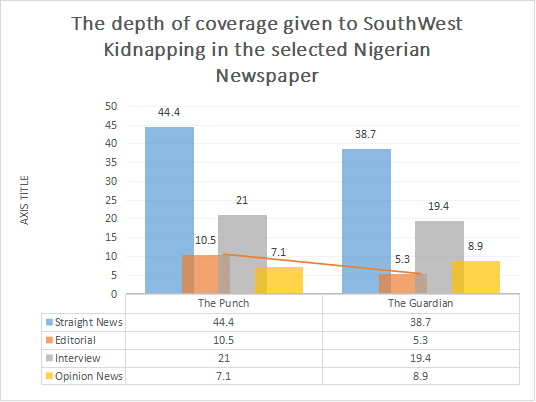 The depth of coverage given to SouthWest
Kidnapping in the selected Nigerian
Newspaper
50
45
40
35
30
25
20
15
10
5
0
AXIS TITLE
44.4
10.5
21
7.1
38.7
5.3
19.4
8.9
The Punch The Guardian
Straight News 44.4 38.7
Editorial 10.5 5.3
Interview 21 19.4
Opinion News 7.1 8.9